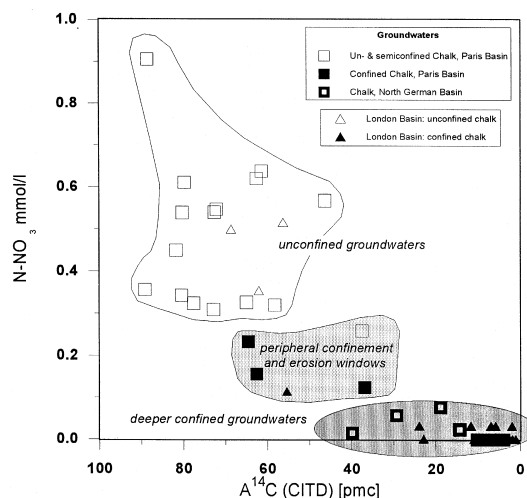 1.0
0.8
0.6
0.4
0.2
0.0
N-NO3 mmol/l
Groundwaters
Un- & semiconfined Chalk, Paris Basin
Confined Chalk, Paris Basin
Chalk, North German Basin
London Basin: unconfined chalk
London Basin: confined chalk
unconfined groundwaters
peripheral confinement
and erosion windows
deeper confined groundwaters
100
80
60
40
20
0
A14C (CITD) [pmc]